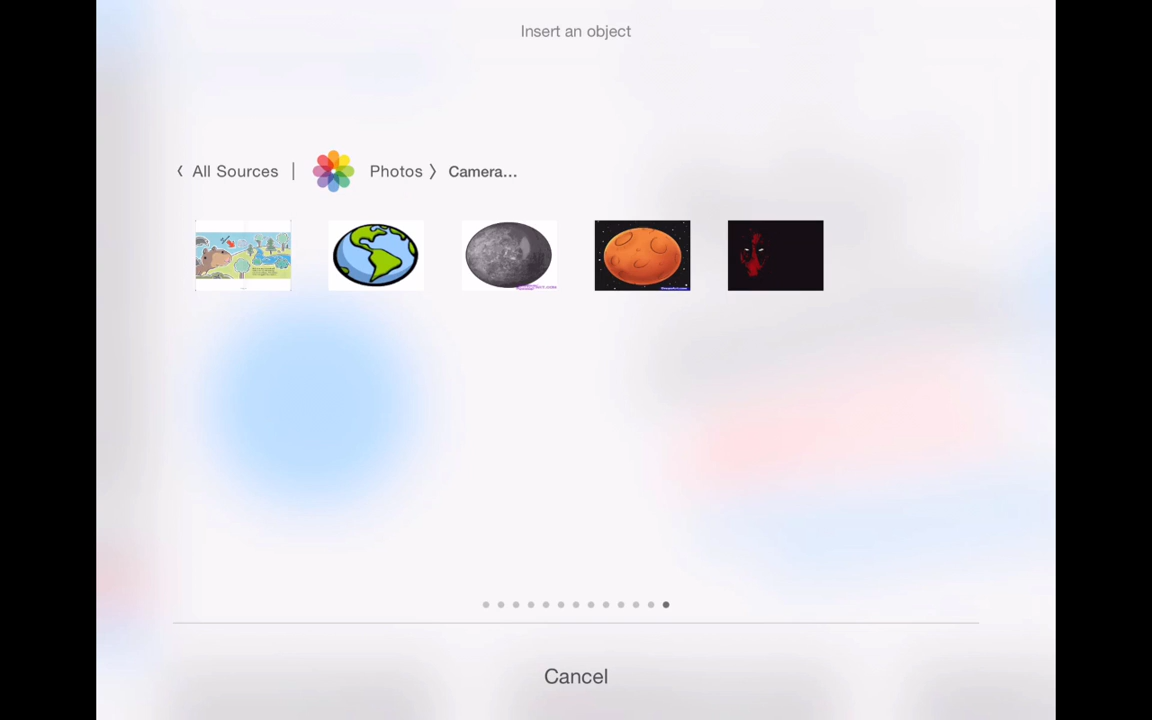 Insert an object
All Sources
Photos
Camera...
Cancel